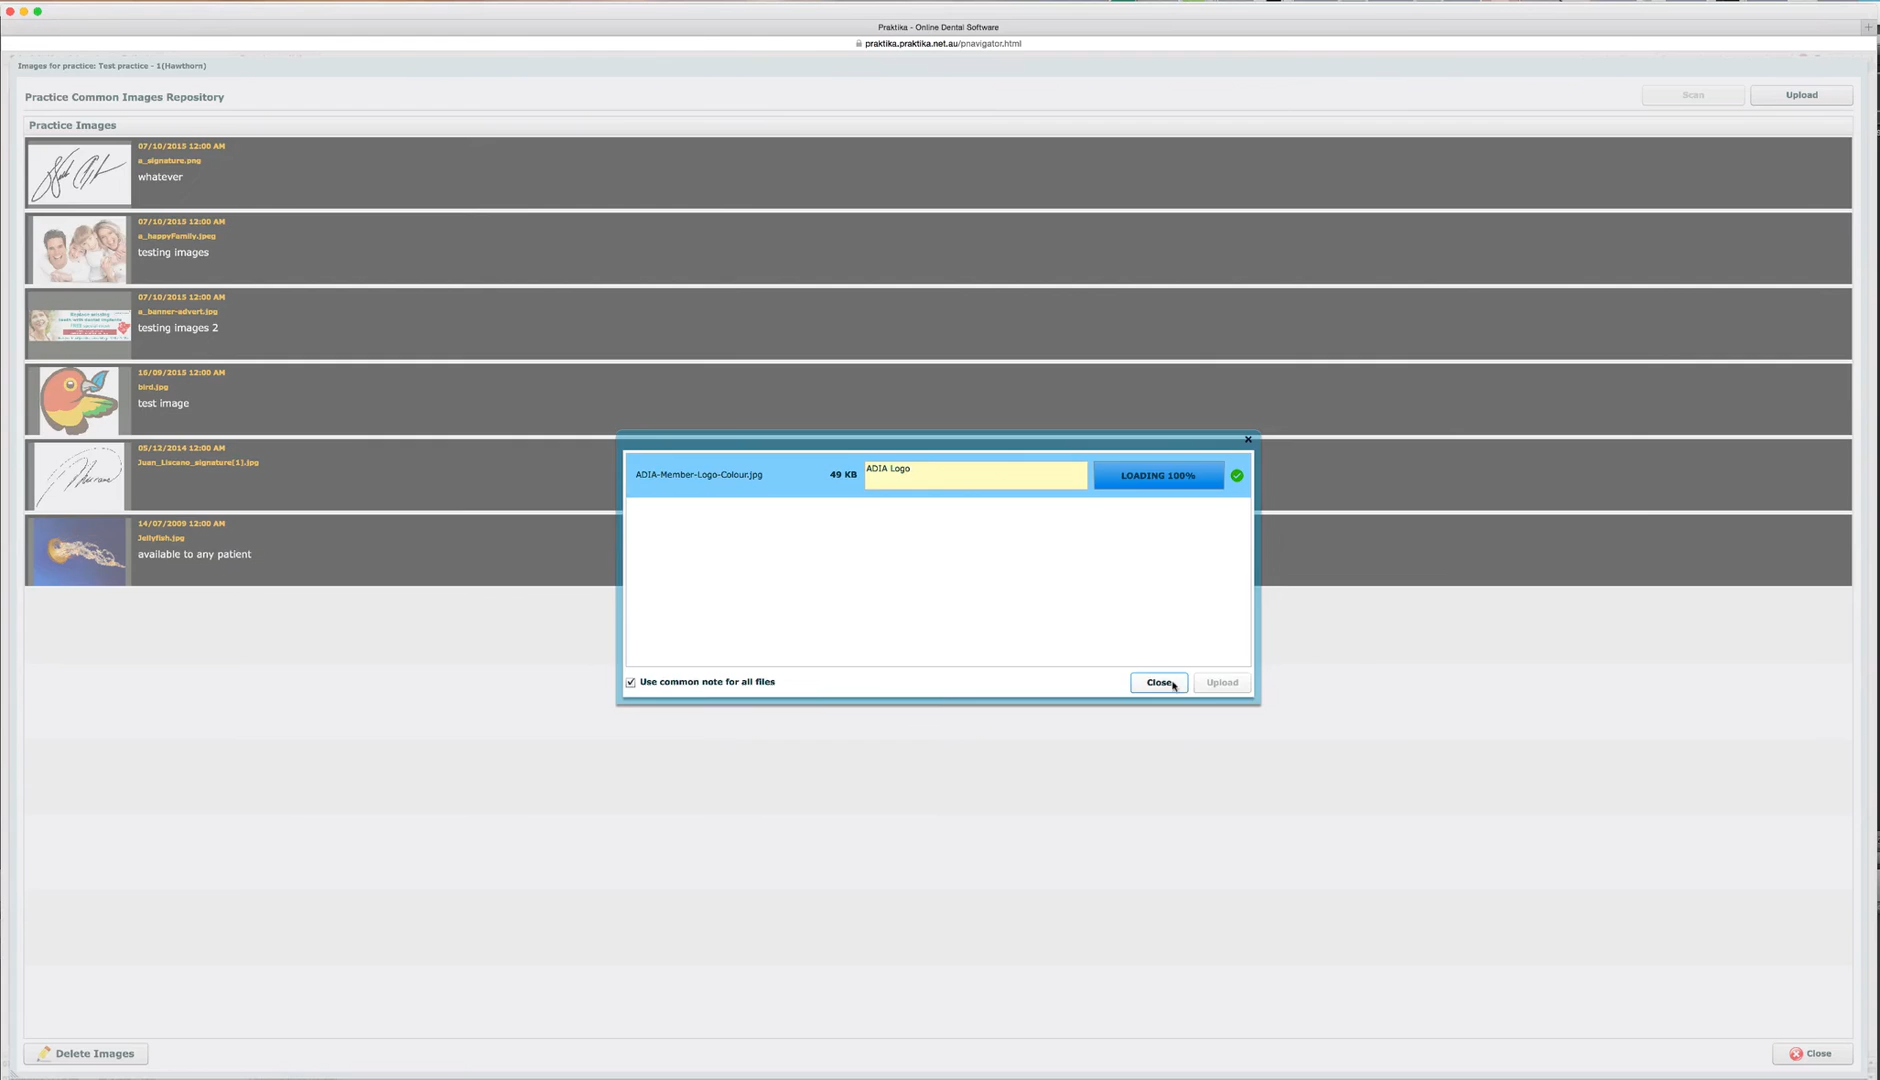 Praktika - Online Dental Software
praktika.praktika.net.au/pnavigator.html
Images for practice: Test practice - 1(Hawthorn)
Practice Common Images Repository
Scan
Upload
Practice Images
07/10/2015 12:00 AM
a_signature.png
whatever
07/10/2015 12:00 AM
a_happyFamily.jpeg
testing images
07/10/2015 12:00 AM
a_banner-advert.jpg
testing images 2
16/09/2015 12:00 AM
bird.jpg
test image
05/12/2014 12:00 AM
Juan_Liscano_signature[1].jpg
14/07/2009 12:00 AM
Jellyfish.jpg
available to any patient
ADIA-Member-Logo-Colour.jpg
49 KB
ADIA Logo
LOADING 100%
Use common note for all files
Close
Upload
Delete Images
Close